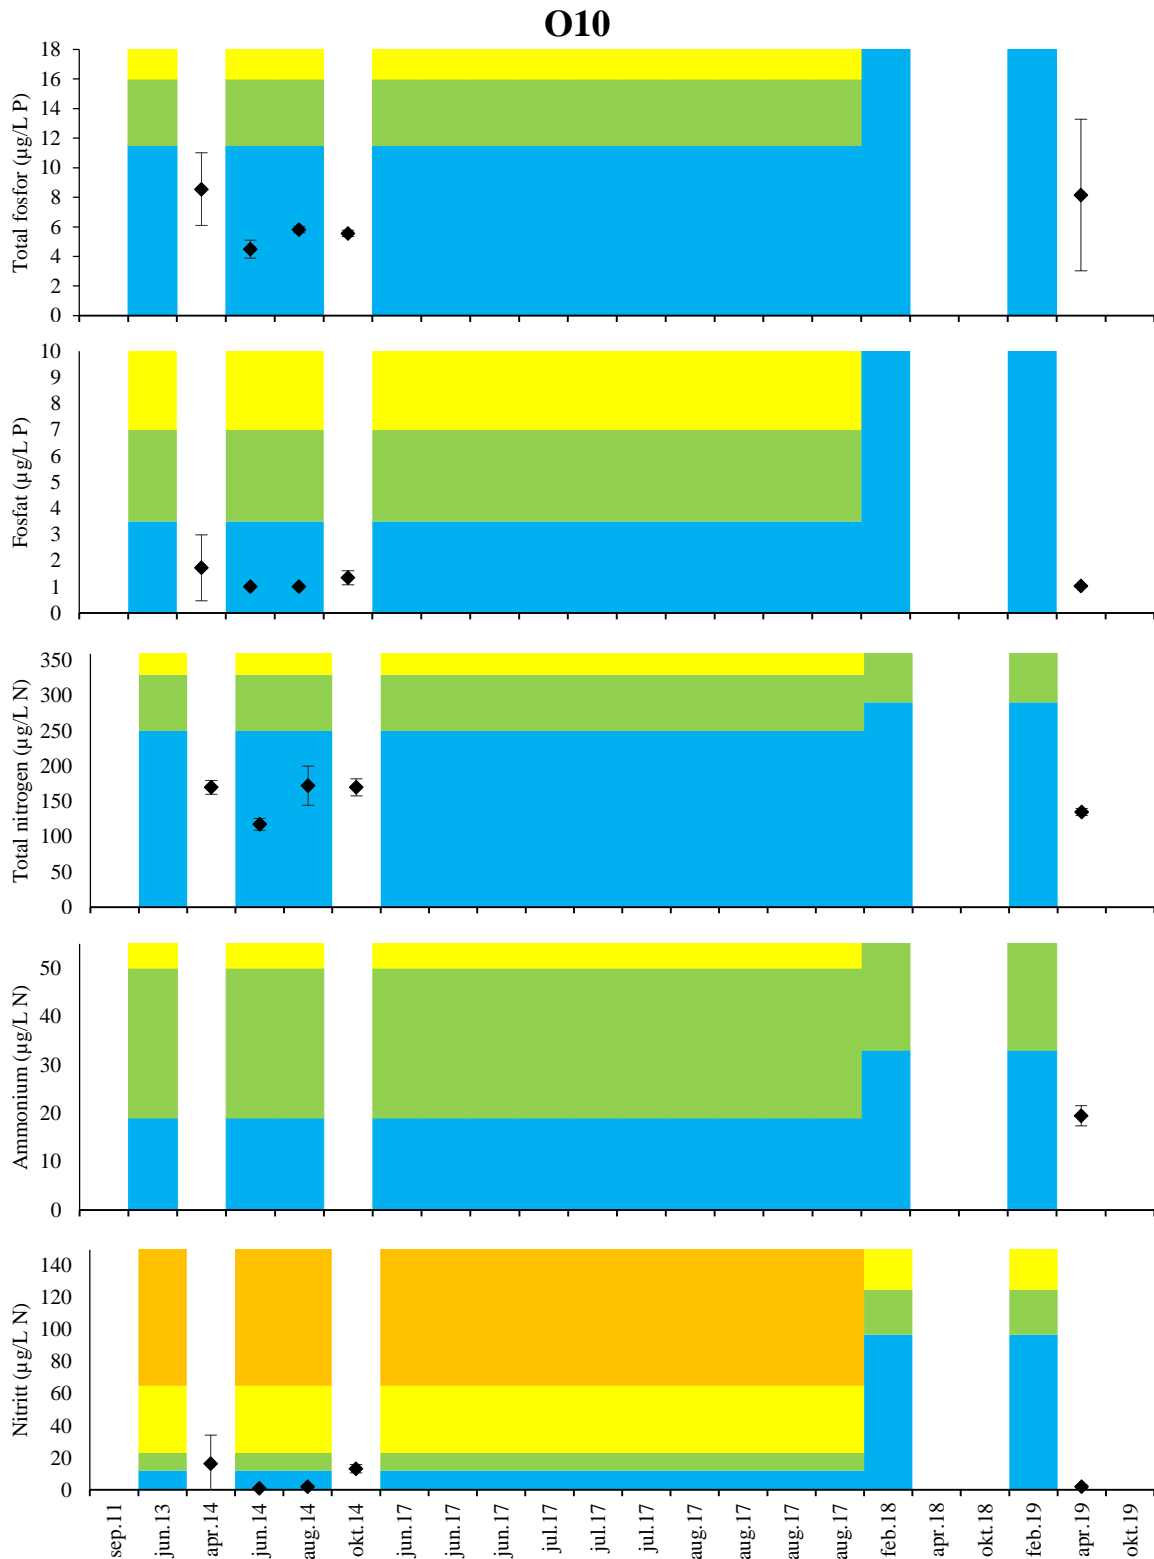 O10
Total fosfor (µg/L P)
18
16
14
12
10
8
6
4
2
0
Fosfat (µg/L P)
10
9
8
7
6
5
4
3
2
1
0
Total nitrogen (µg/L N)
350
300
250
200
150
100
50
0
Ammonium (µg/L N)
50
40
30
20
10
0
Nitritt (µg/L N)
140
120
100
80
60
40
20
0
sep.11
jun.13
apr.14
jun.14
aug.14
okt.14
jun.17
jun.17
jun.17
jul.17
jul.17
jul.17
aug.17
aug.17
aug.17
aug.17
feb.18
apr.18
okt.18
feb.19
apr.19
okt.19